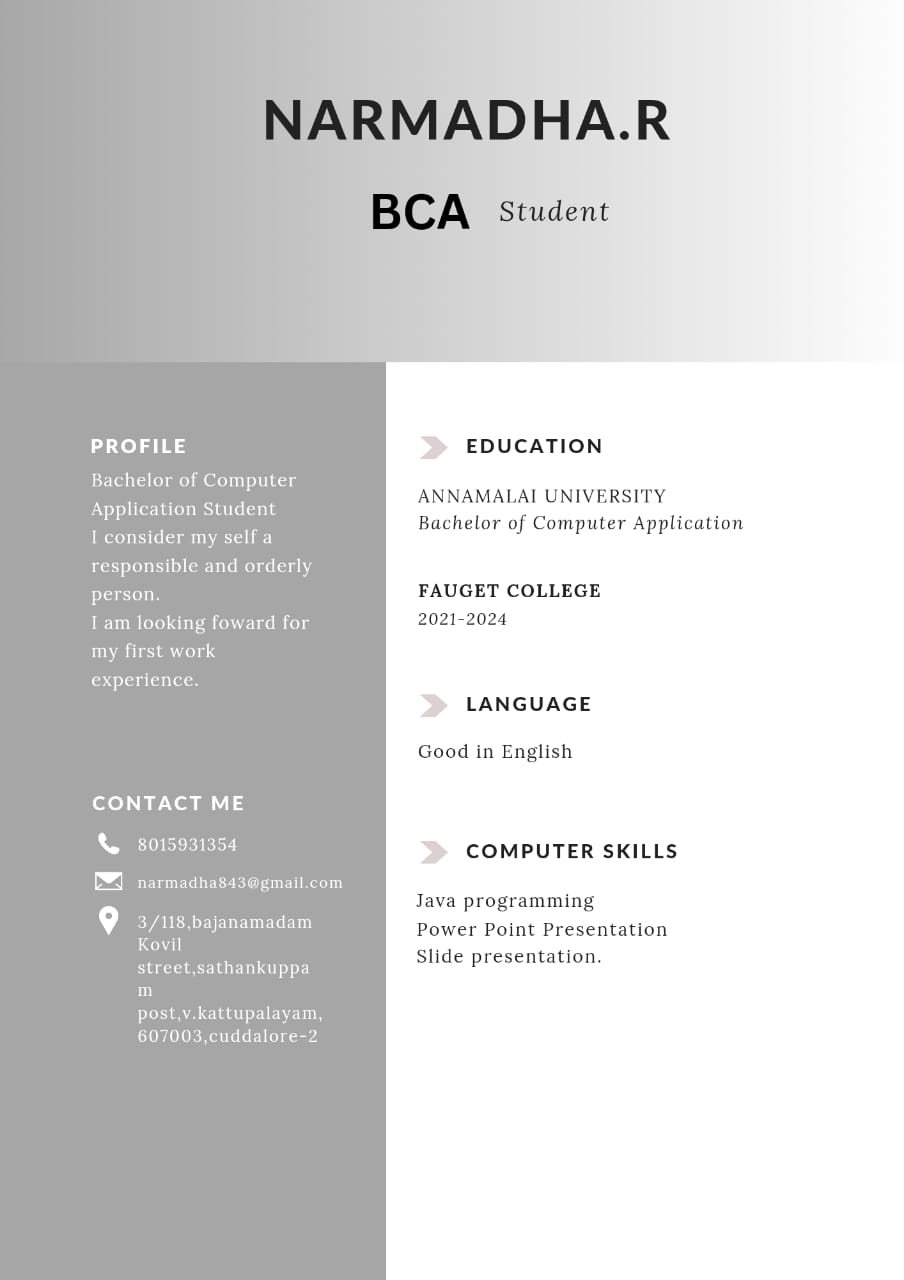 NARMADHA.R
BCA Student
PROFILE
Bachelor of Computer
Application Student
I consider my self a
responsible and orderly
person.
I am looking foward for
my first work
experience.
CONTACT ME
8015931354
narmadha843@gmail.com
3/118,bajanamadam
Kovil
street,sathankuppa
m
post,v.kattupalayam,
607003,cuddalore-2
EDUCATION
ANNAMALAI UNIVERSITY
Bachelor of Computer Application
FAUGET COLLEGE
2021-2024
LANGUAGE
Good in English
COMPUTER SKILLS
Java programming
Power Point Presentation
Slide presentation.